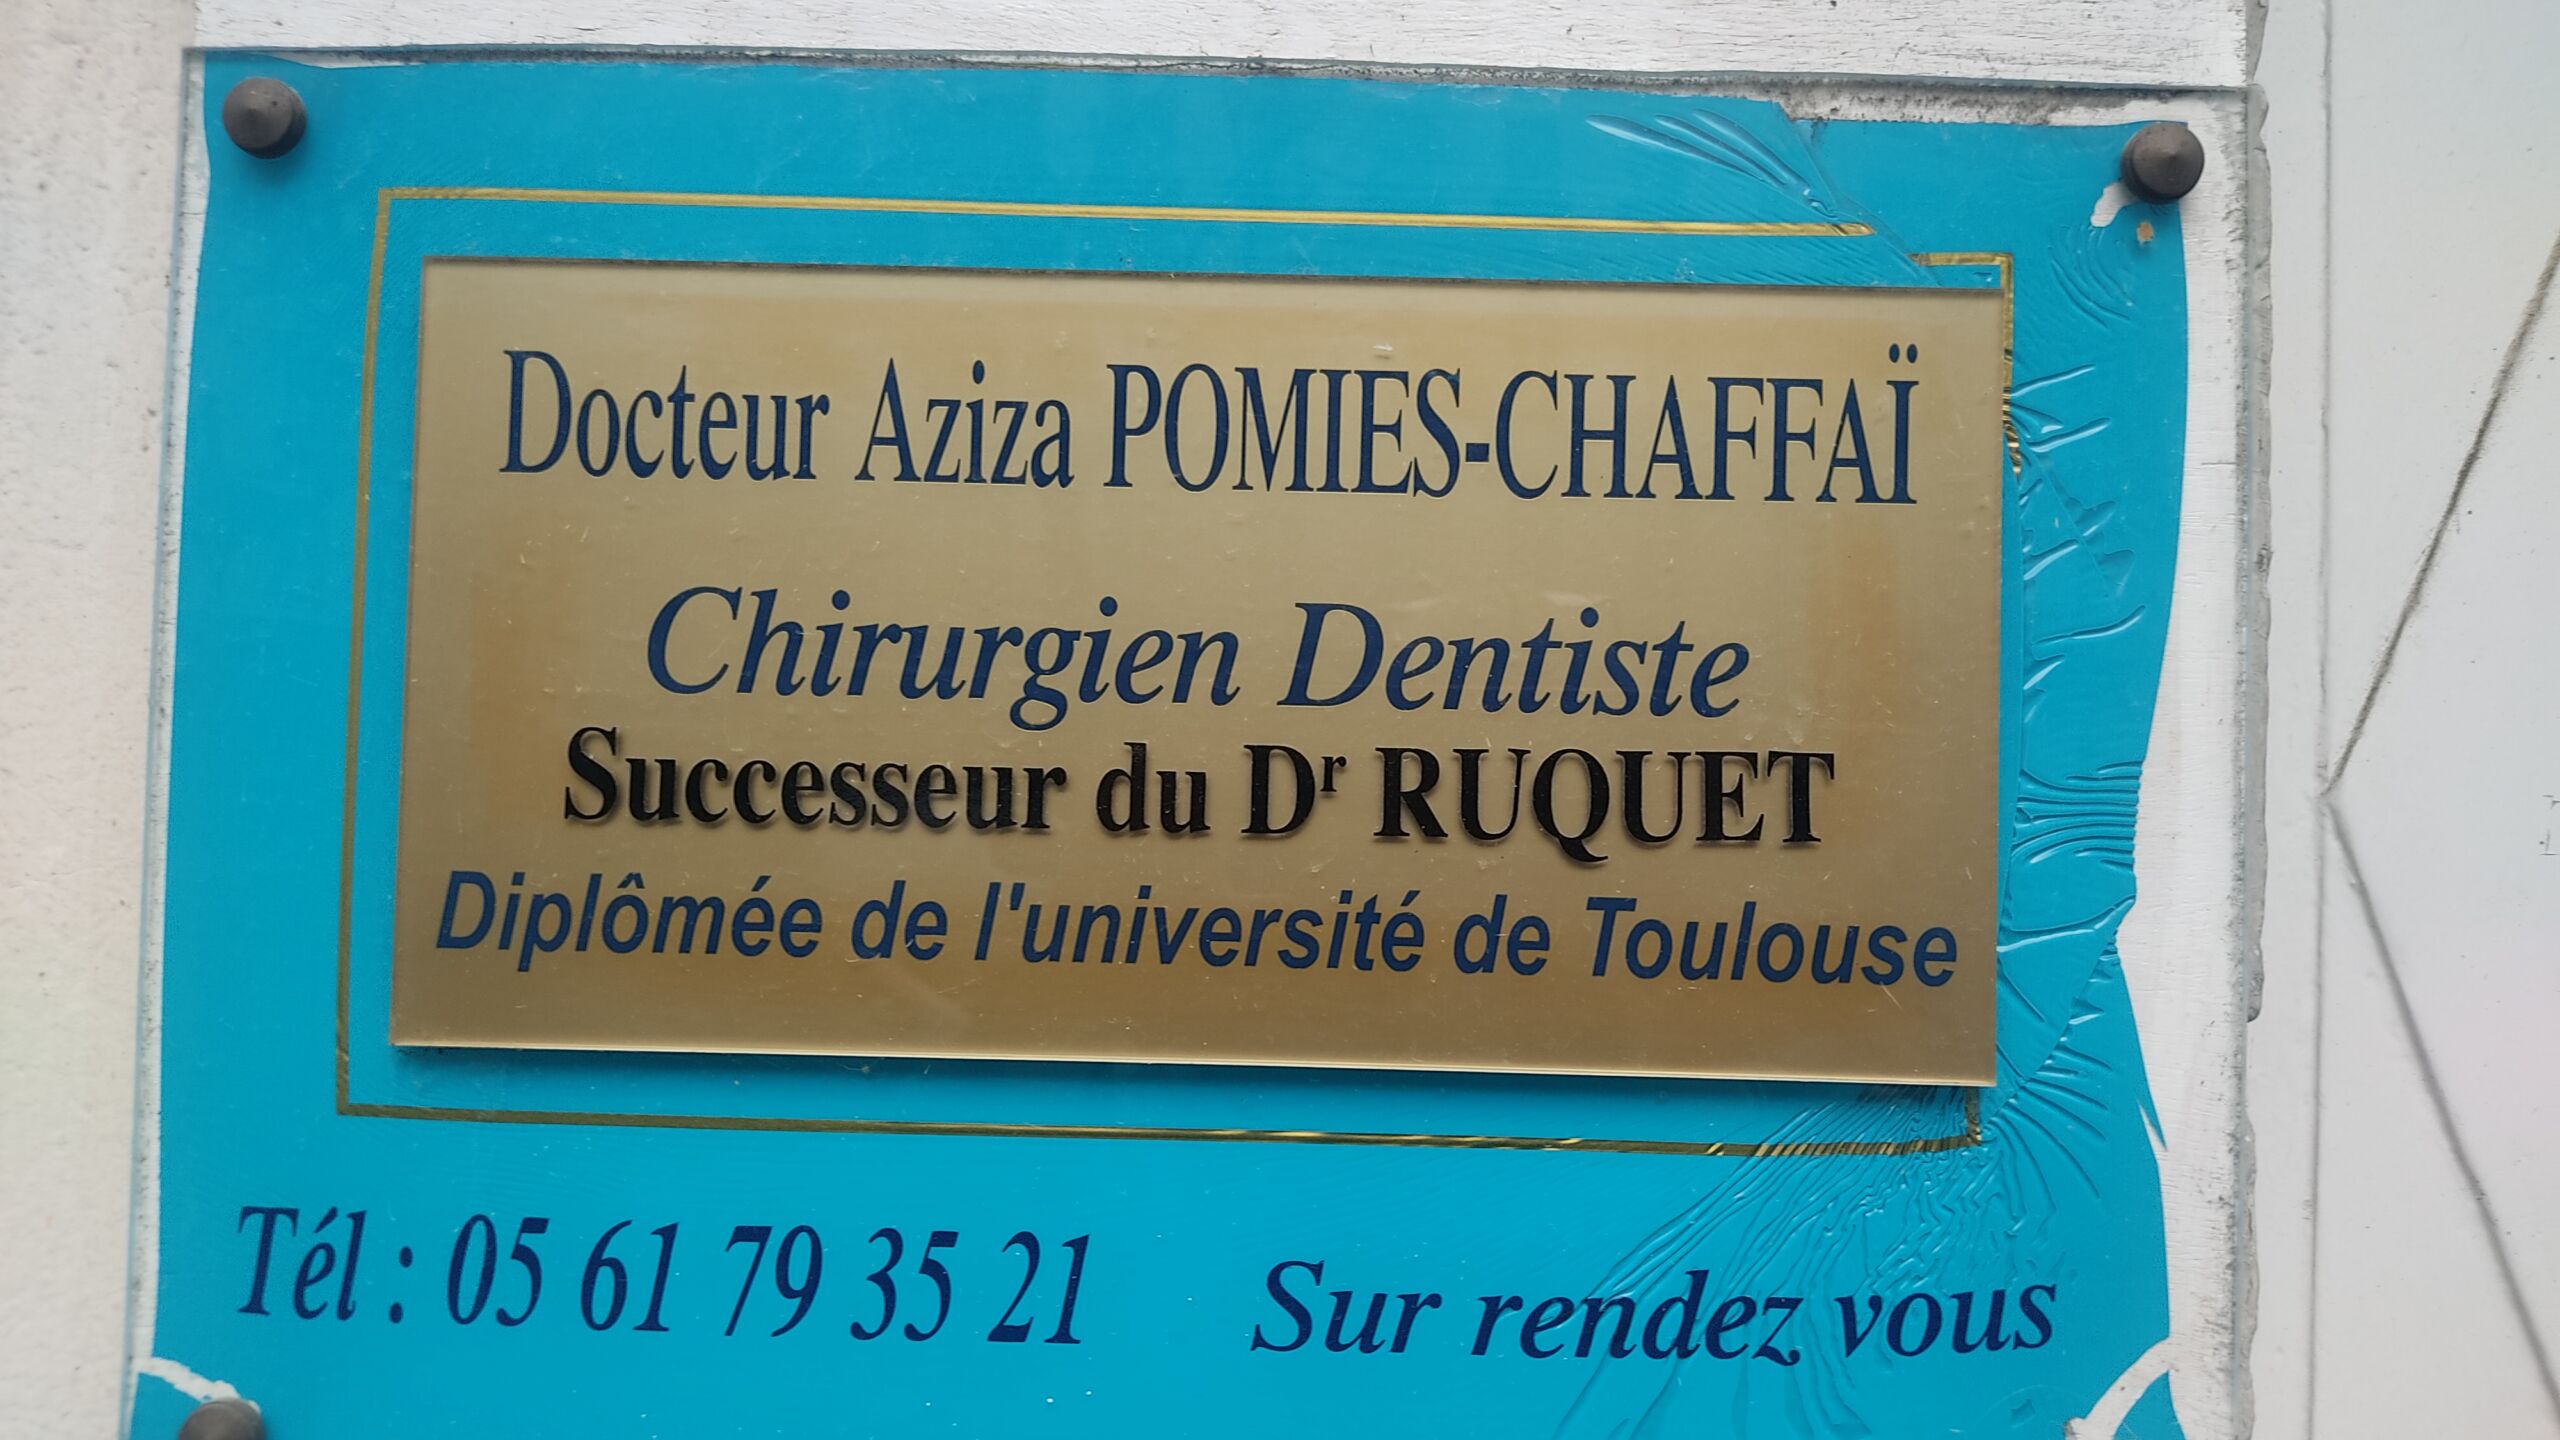 Docteur Aziza POMIES-CHAFFAÏ
Chirurgien Dentiste
Successeur du Dr RUQUET
Diplômée de l'université de Toulouse
Tél : 05 61 79 35 21 Sur rendez vous